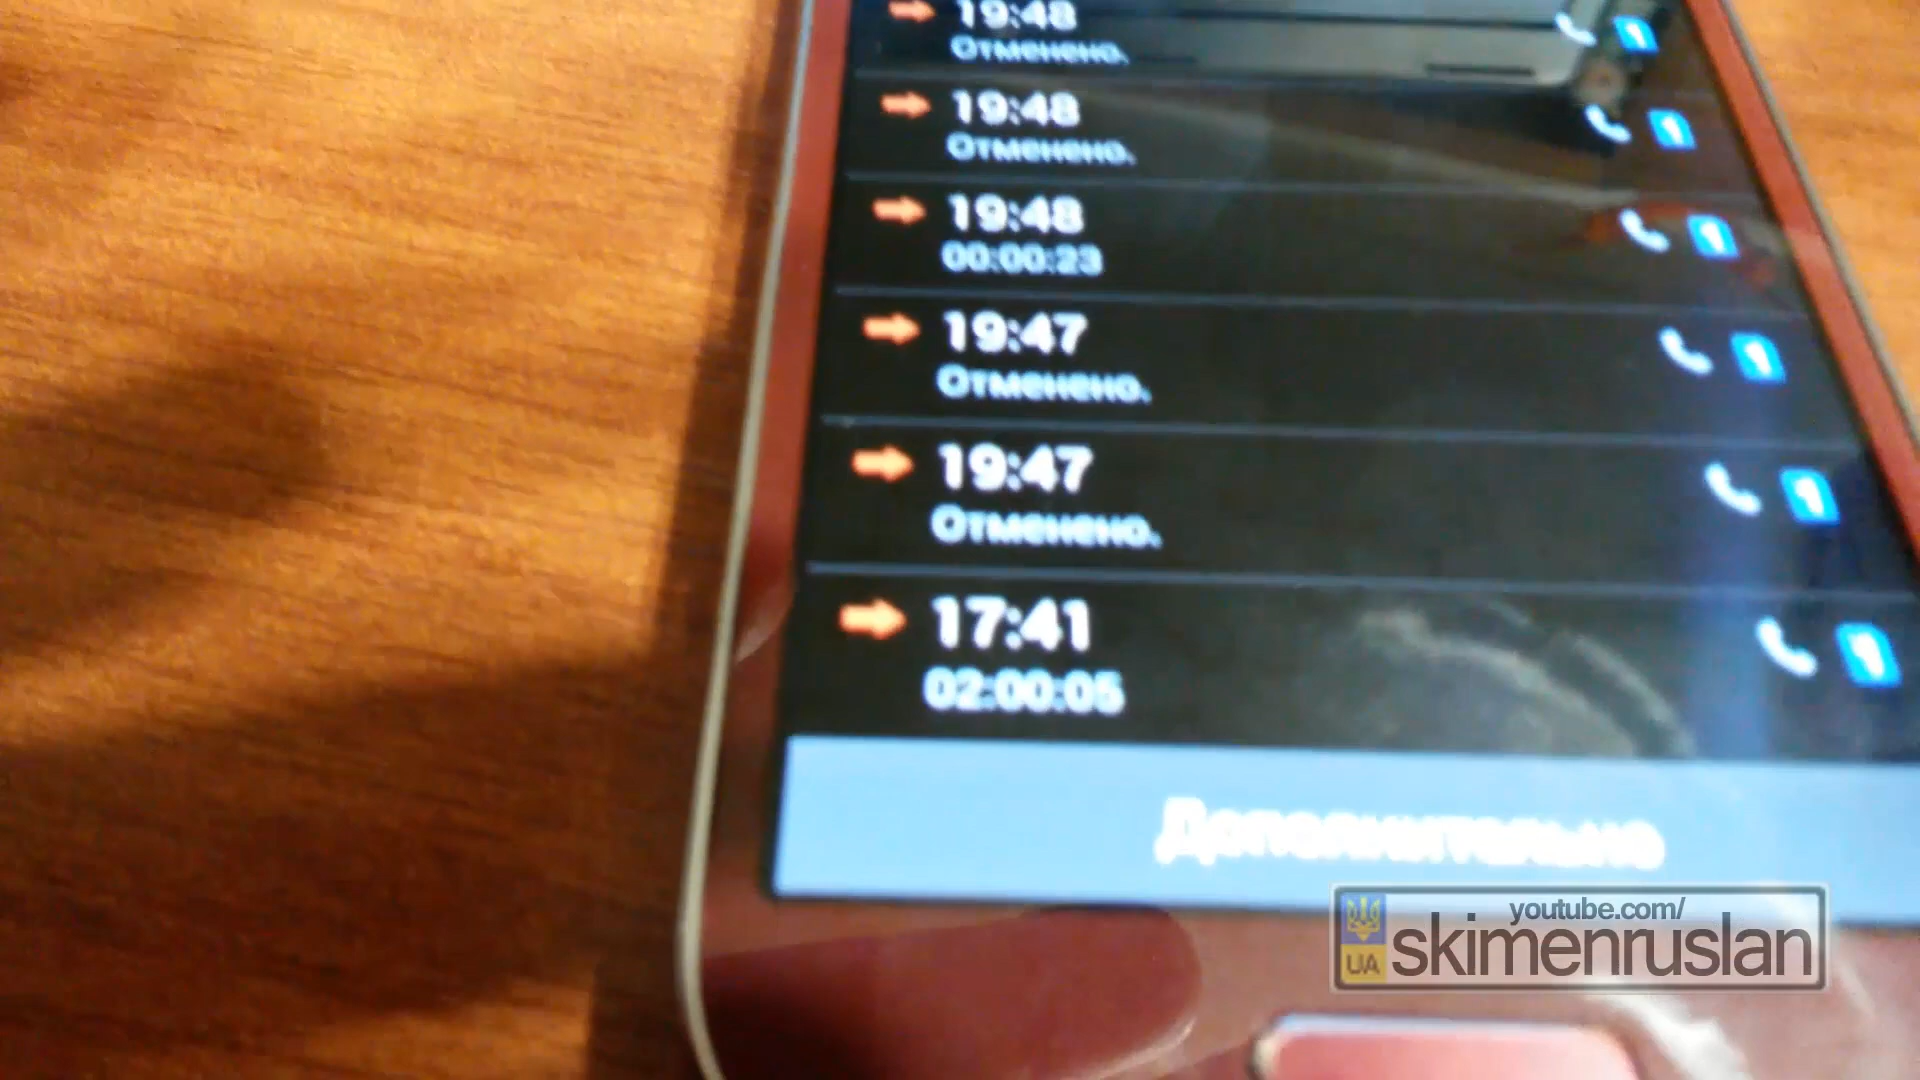 19:48
Отменено.
19:48
Отменено.
19:48
00:00:23
19:47
Отменено.
19:47
Отменено.
17:41
02:00:05
Дополнительно
youtube.com/
UA skimenruslan